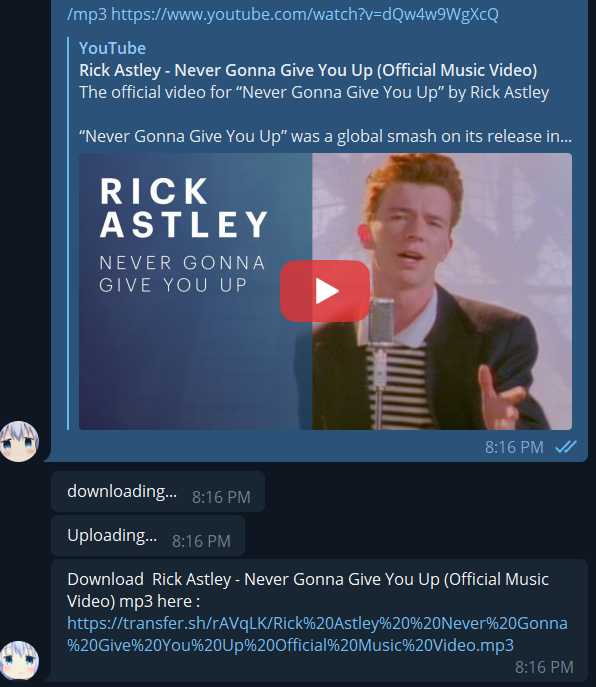 /mp3 https://www.youtube.com/watch?v=dQw4w9WgXcQ
YouTube
Rick Astley - Never Gonna Give You Up (Official Music Video)
The official video for “Never Gonna Give You Up” by Rick Astley
“Never Gonna Give You Up” was a global smash on its release in...
RICK
ASTLEY
NEVER GONNA
GIVE YOU UP
8:16 PM
downloading... 8:16 PM
Uploading... 8:16 PM
Download  Rick Astley - Never Gonna Give You Up (Official Music
Video) mp3 here :
https://transfer.sh/rAVqLK/Rick%20Astley%20%20Never%20Gonna
%20Give%20You%20Up%20Official%20Music%20Video.mp3
8:16 PM